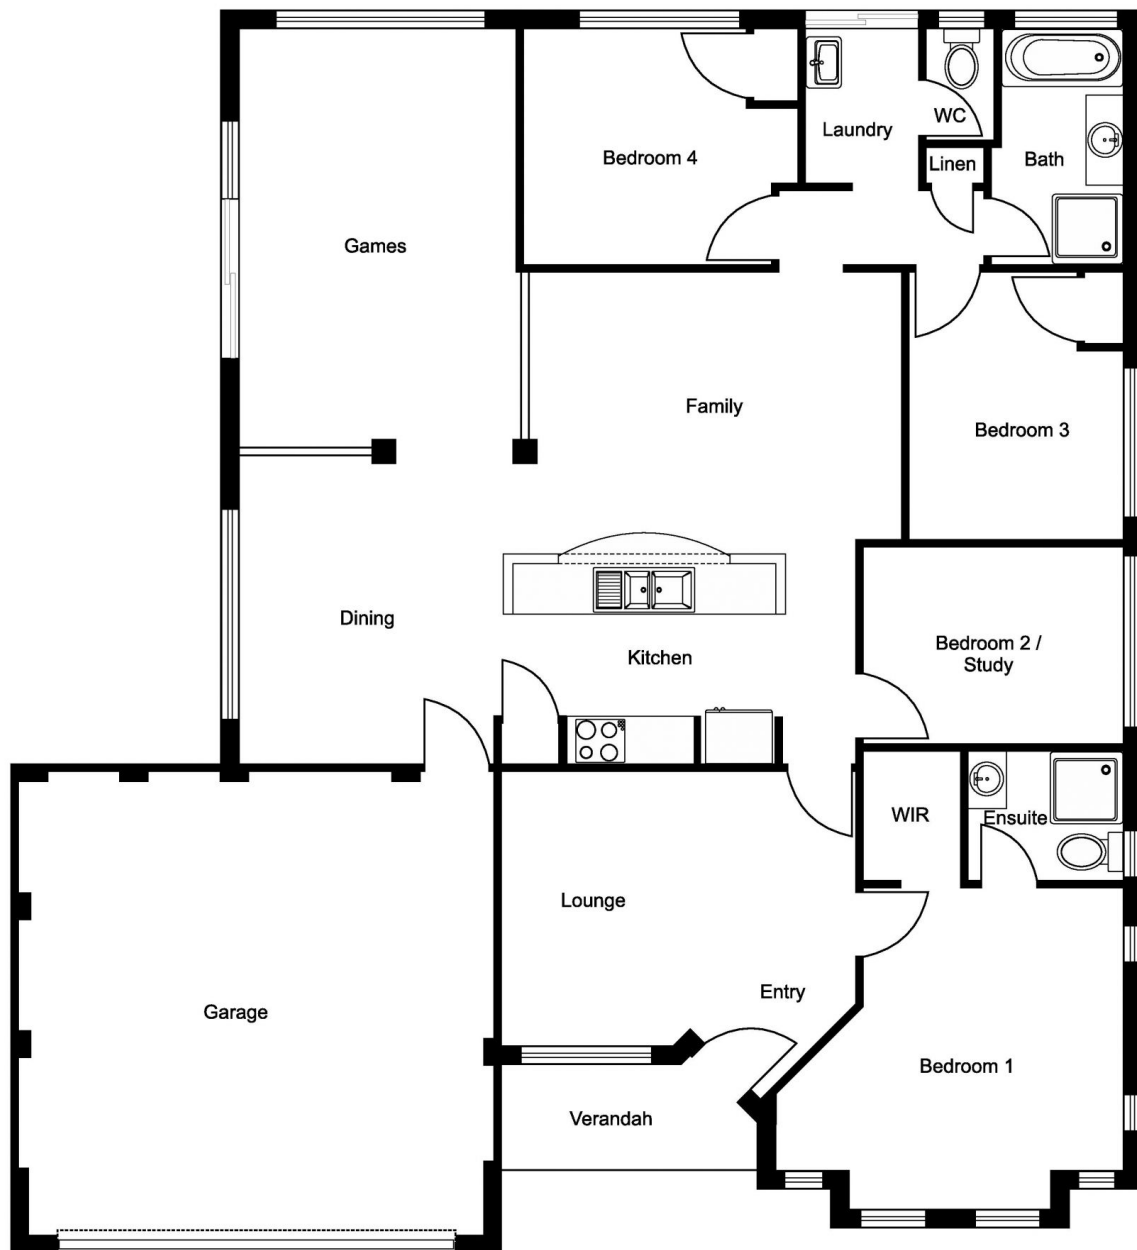 WC
Laundry
Bedroom 4
Linen
Bath
Games
Family
Bedroom 3
Dining
Kitchen
Bedroom 2 /
Study
WIR
Ensuite
Lounge
Entry
Garage
Bedroom 1
Verandah